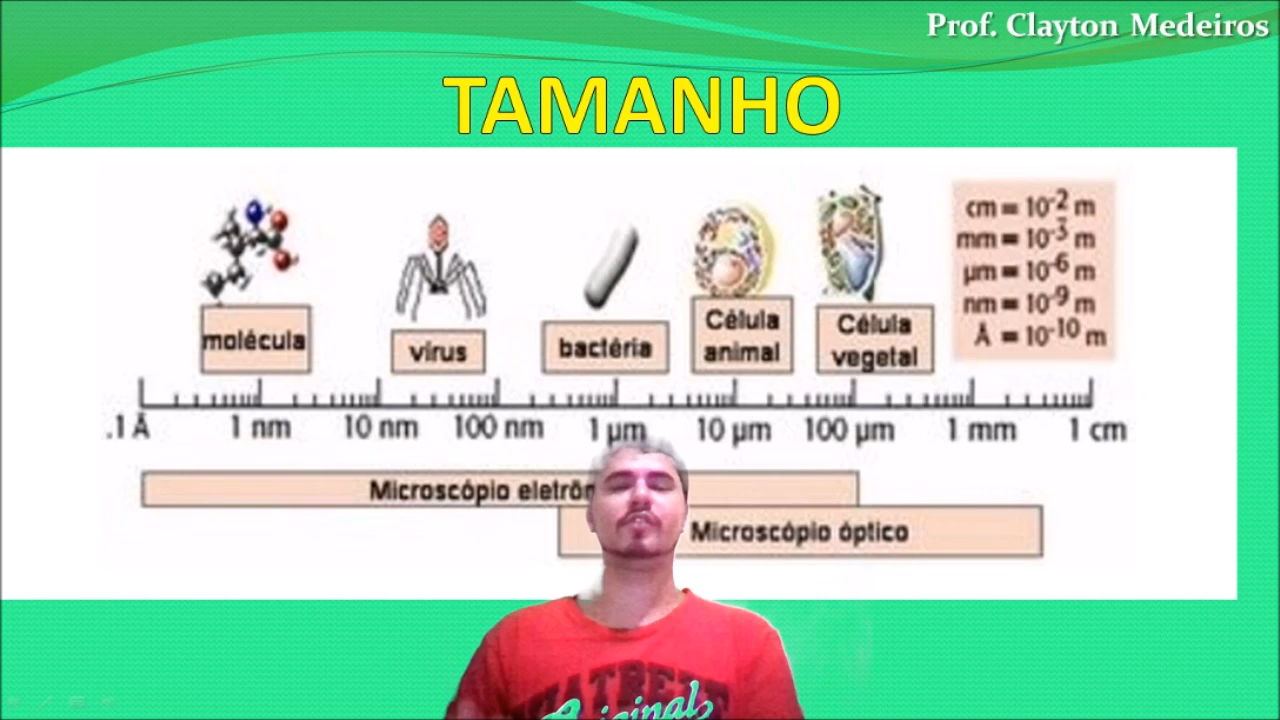 Prof. Clayton Medeiros
TAMANHO
molécula
vírus
bactéria
Célula
animal
Célula
vegetal
cm = 10-2 m
mm = 10-3 m
µm = 10-6 m
nm = 10-9 m
Å = 10-10 m
.1Å 1 nm 10 nm 100 nm 1 µm 10 µm 100 µm 1 mm 1 cm
Microscópio eletrôn
Microscópio óptico
Original